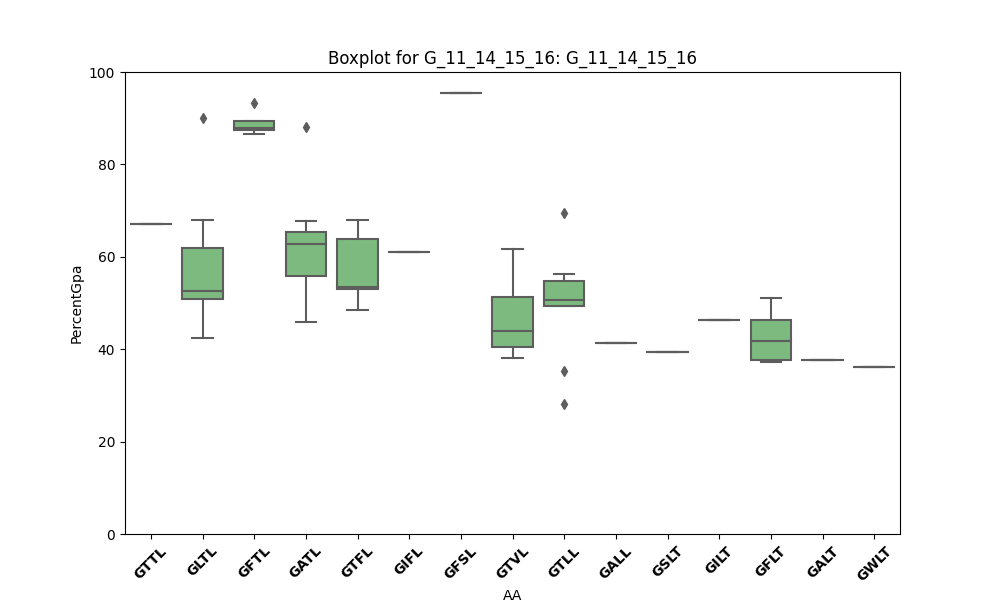 Boxplot for G_11_14_15_16: G_11_14_15_16
100
80
60
40
20
0
PercentGpa
GTTL GLTL GFTL GATL GTFL GIFL GFSL GTVL GTLL GALL GSLT GILT GFLT GALT GWLT
AA